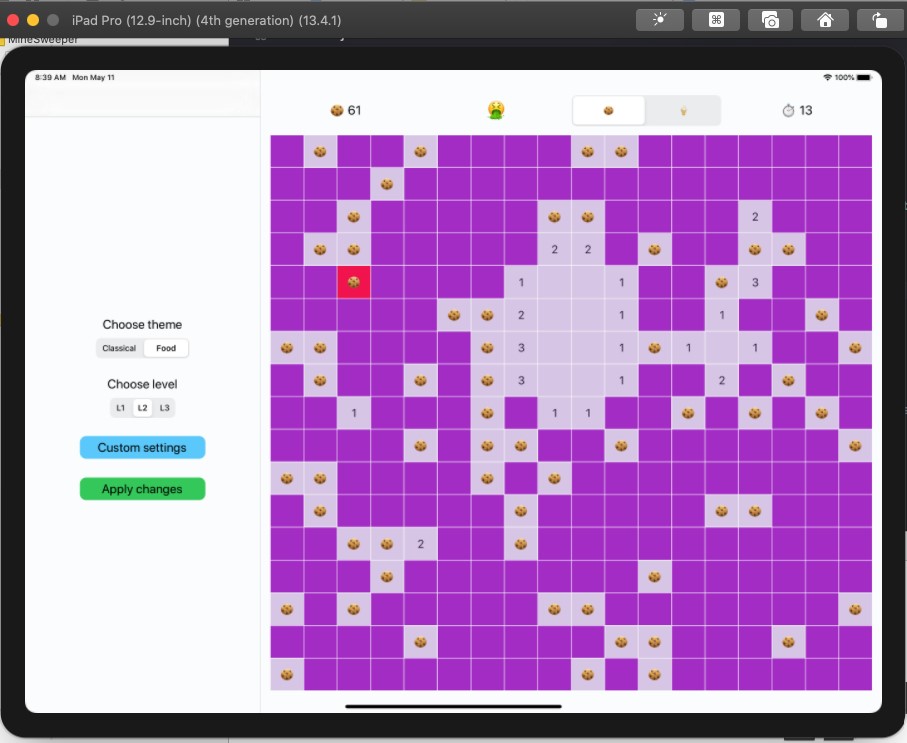 iPad Pro (12.9-inch) (4th generation) (13.4.1)
MineSweeper
8:39 AM Mon May 11
100%
61
13
2
2 2
1 1 3
2 1 1
3 1 1 1
3 1 2
1 1 1
2
Choose theme
Classical Food
Choose level
L1 L2 L3
Custom settings
Apply changes